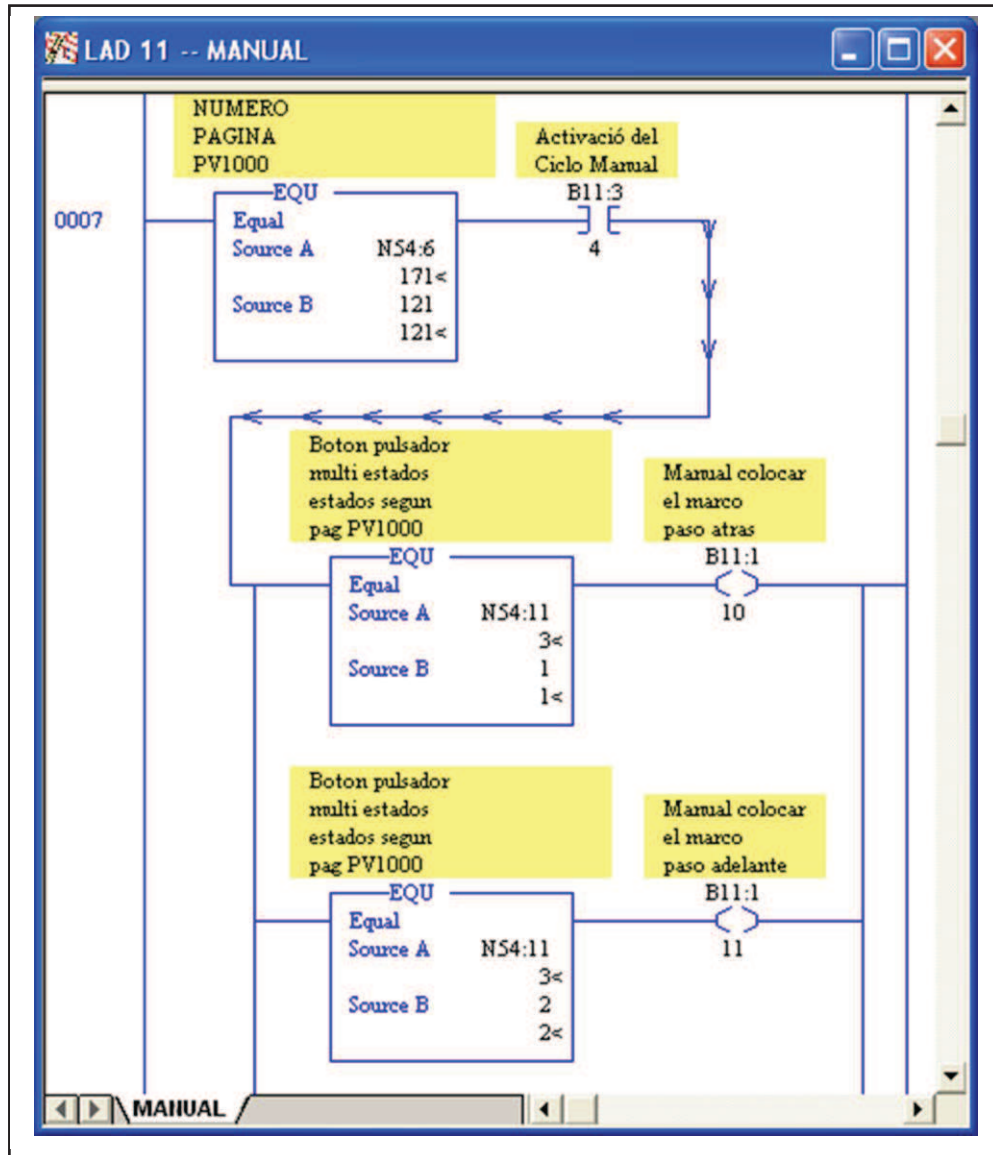 LAD 11 -- MANUAL
NUMERO
PAGINA
PV1000
Activació del
Ciclo Manual
EQU
B11:3
0007
Equal
4
Source A N54:6
171<
Source B 121
121<
Boton pulsador
multi estados
estados segun
pag PV1000
Manual colocar
el marco
paso atras
EQU
B11:1
Equal
10
Source A N54:11
3<
Source B 1
1<
Boton pulsador
multi estados
estados segun
pag PV1000
Manual colocar
el marco
paso adelante
EQU
B11:1
Equal
11
Source A N54:11
3<
Source B 2
2<
MANUAL